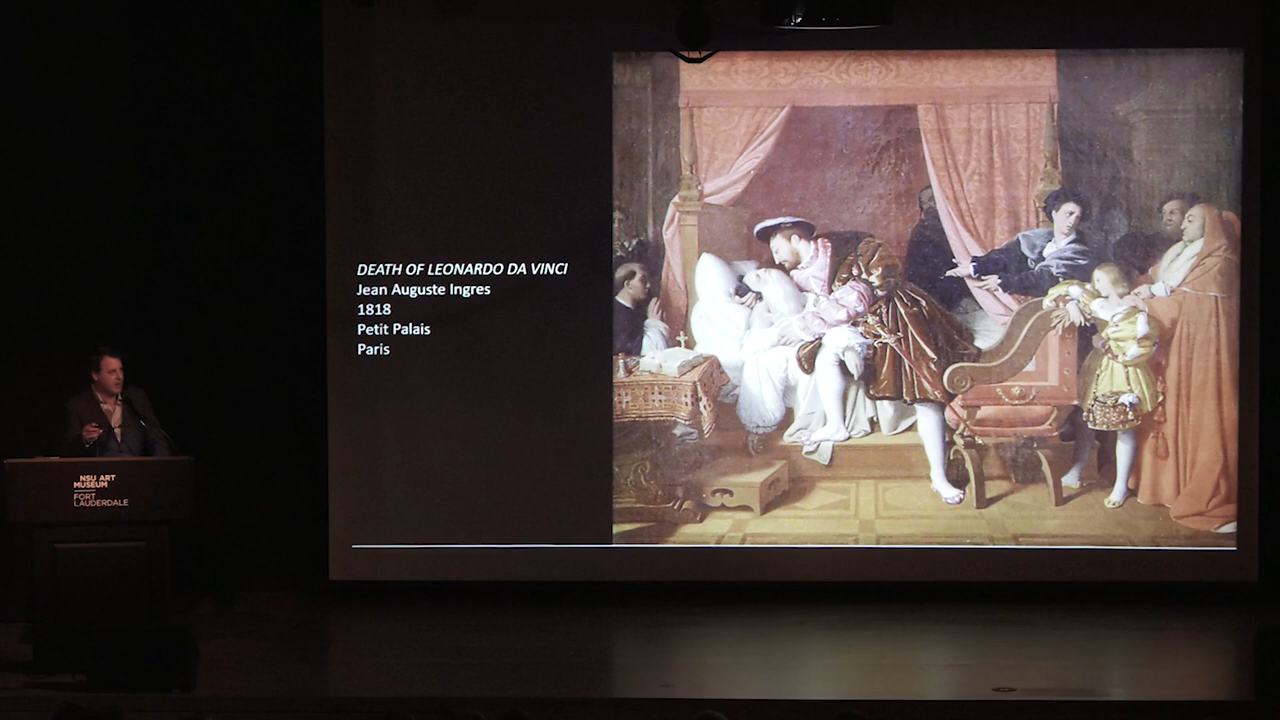 DEATH OF LEONARDO DA VINCI
Jean Auguste Ingres
1818
Petit Palais
Paris
NSU ART
MUSEUM
FORT
LAUDERDALE